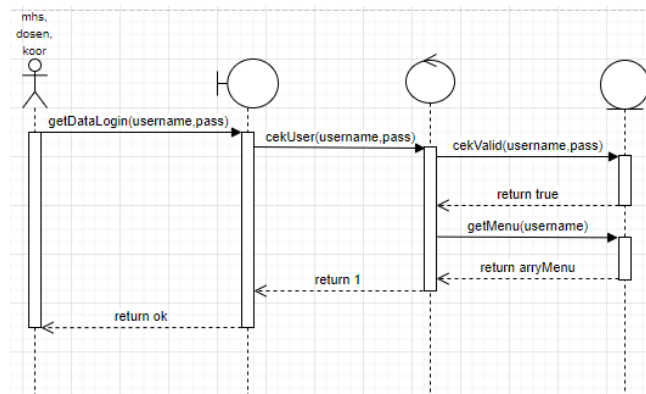 mhs,
dosen,
koor
getDataLogin(username,pass)
cekUser(username,pass)
cekValid(username,pass)
return true
getMenu(username)
return arryMenu
return 1
return ok